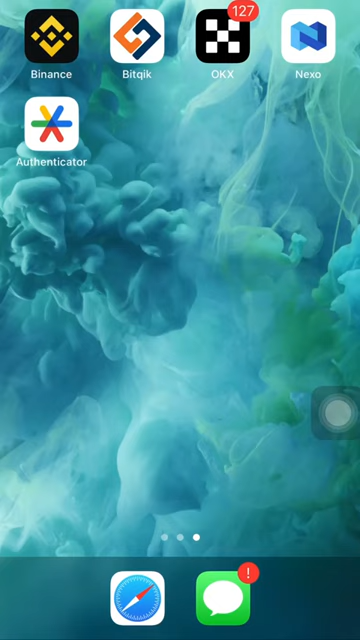 127
Binance
Bitqik
OKX
Nexo
Authenticator
!